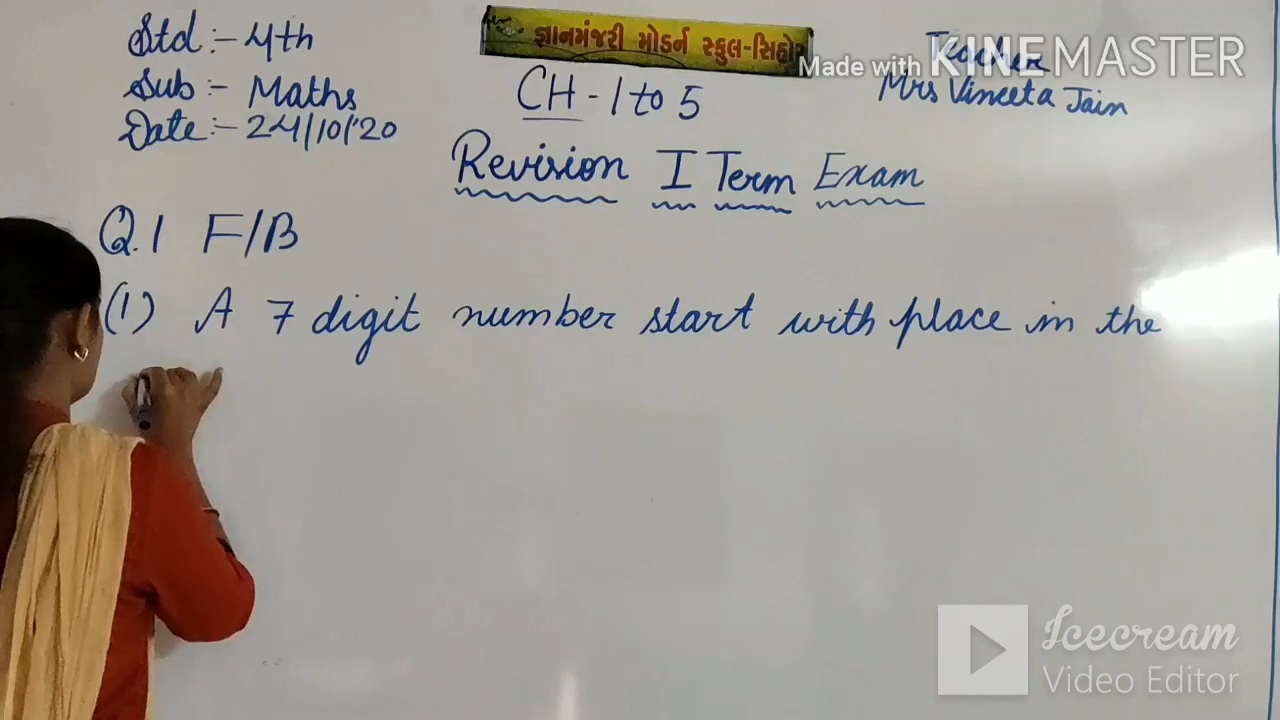 Std :- 4th
Sub :- Maths
Date :- 24/10/'20
જ્ઞાનમંજરી મોડર્ન સ્કુલ-સિહોર
CH - 1 to 5
Teacher
Mrs Vineeta Jain
Made with KINEMASTER
Revision I Term Exam
Q.1 F/B
(1) A 7 digit number start with place in the
Icecream
Video Editor